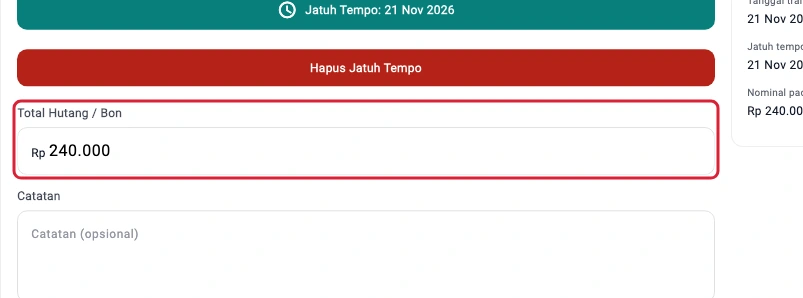 Jatuh Tempo: 21 Nov 2026
Hapus Jatuh Tempo
Total Hutang / Bon
Rp 240.000
Catatan
Catatan (opsional)
Tanggal
21 Nov 20
Jatuh tempo
21 Nov 20
Nominal
Rp 240.00